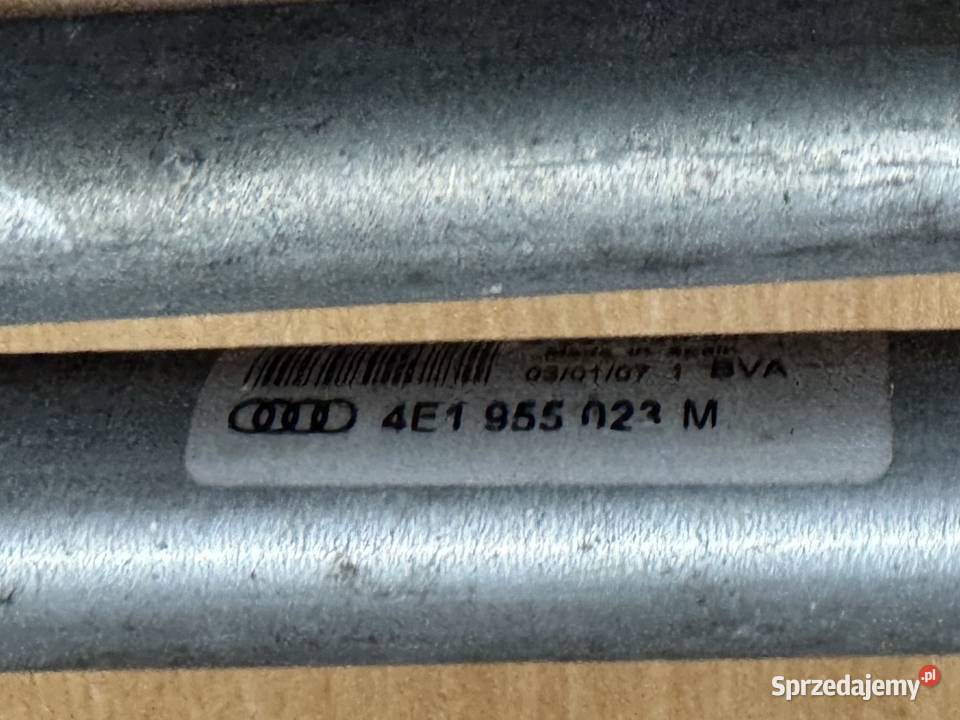 Made in Spain
03/01/07 1 BVA
4E1 955 023 M
Sprzedajemy.pl